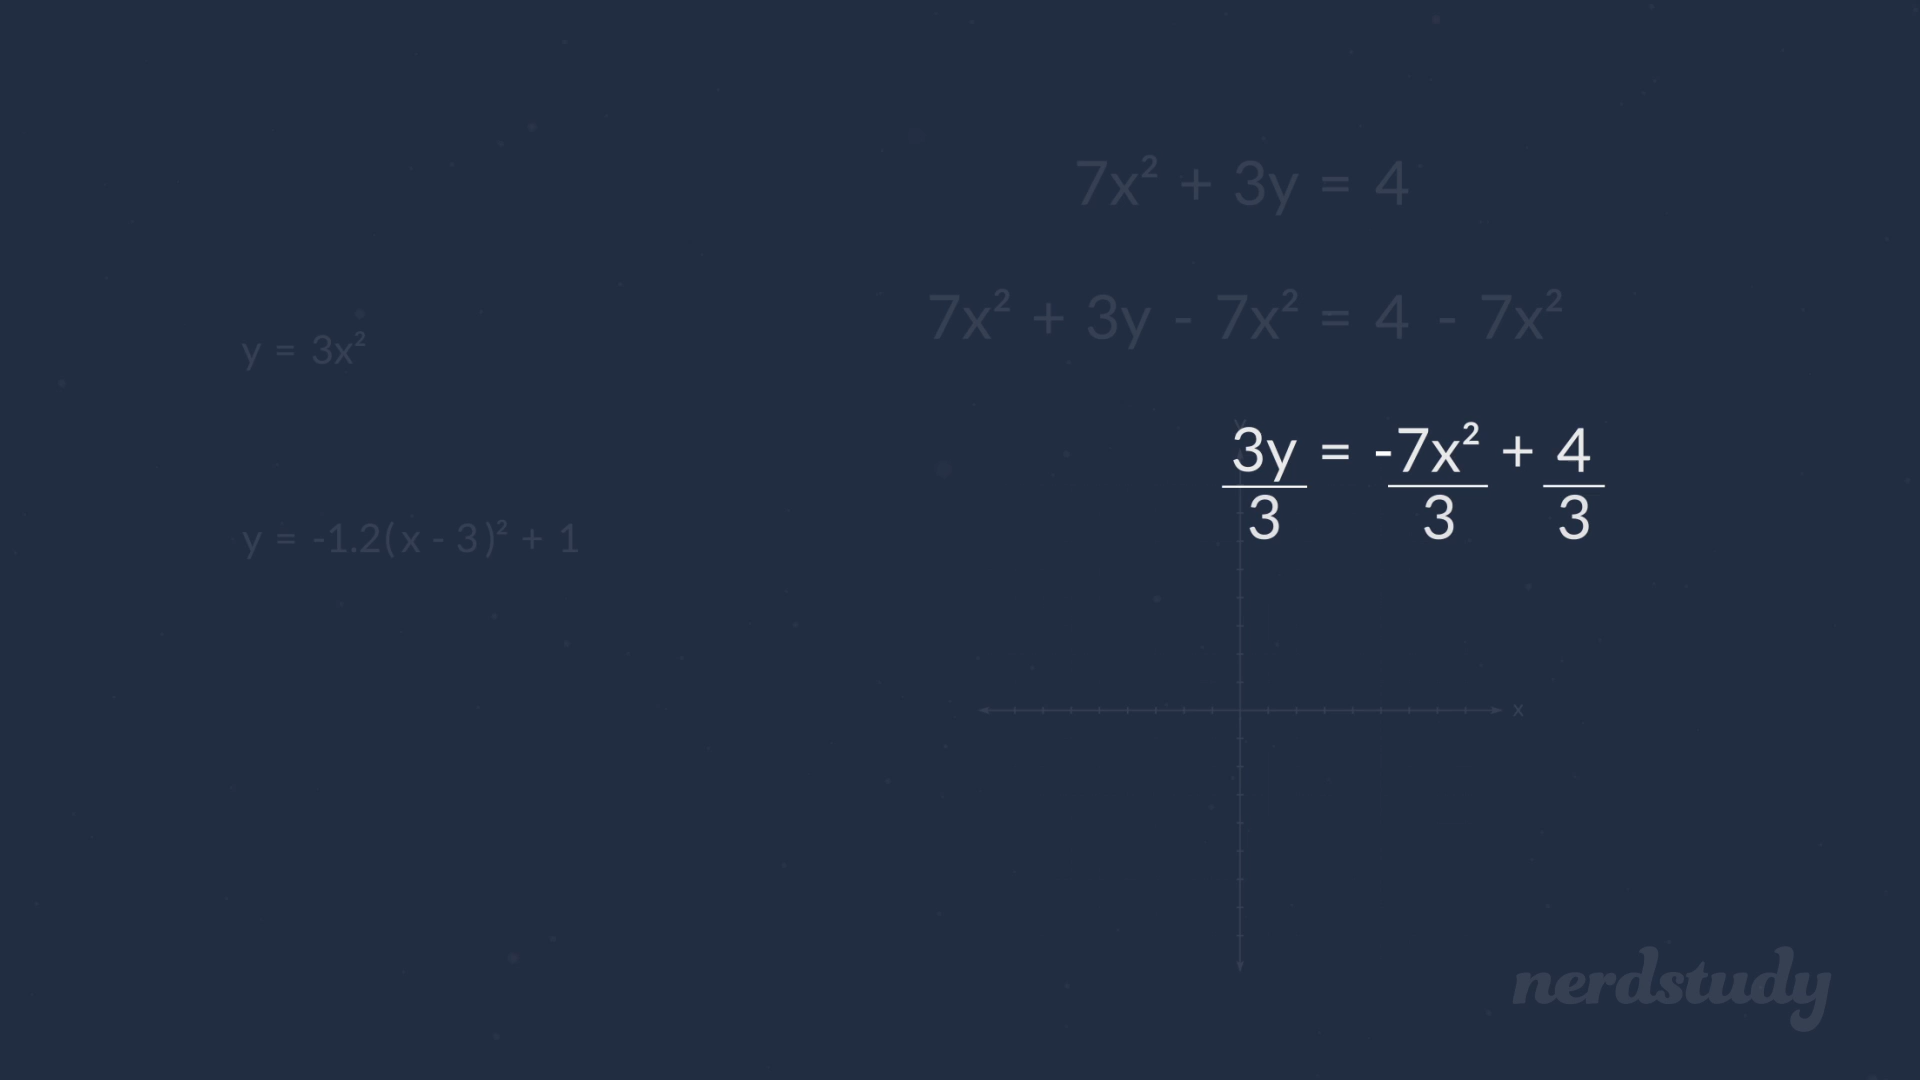 7x² + 3y = 4
7x² + 3y - 7x² = 4 - 7x²
y = 3x²
y
3y = -7x² + 4
3 3 3
y = -1.2(x - 3)² + 1
x
nerdstudy